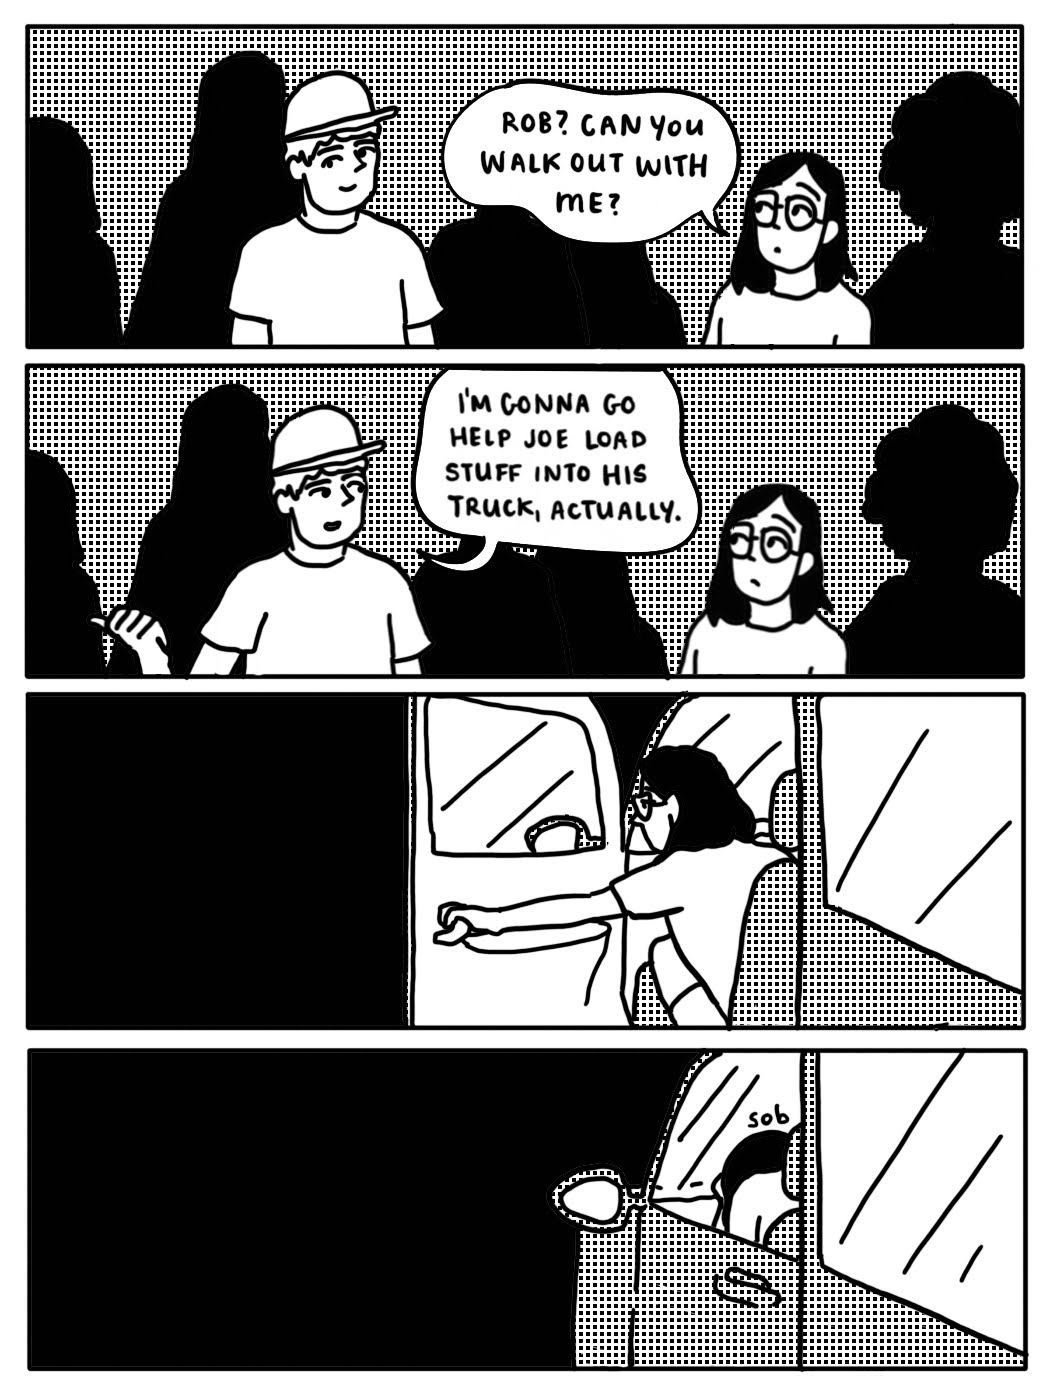 ROB? CAN YOU
WALK OUT WITH
ME?
I'M GONNA GO
HELP JOE LOAD
STUFF INTO HIS
TRUCK, ACTUALLY.
sob